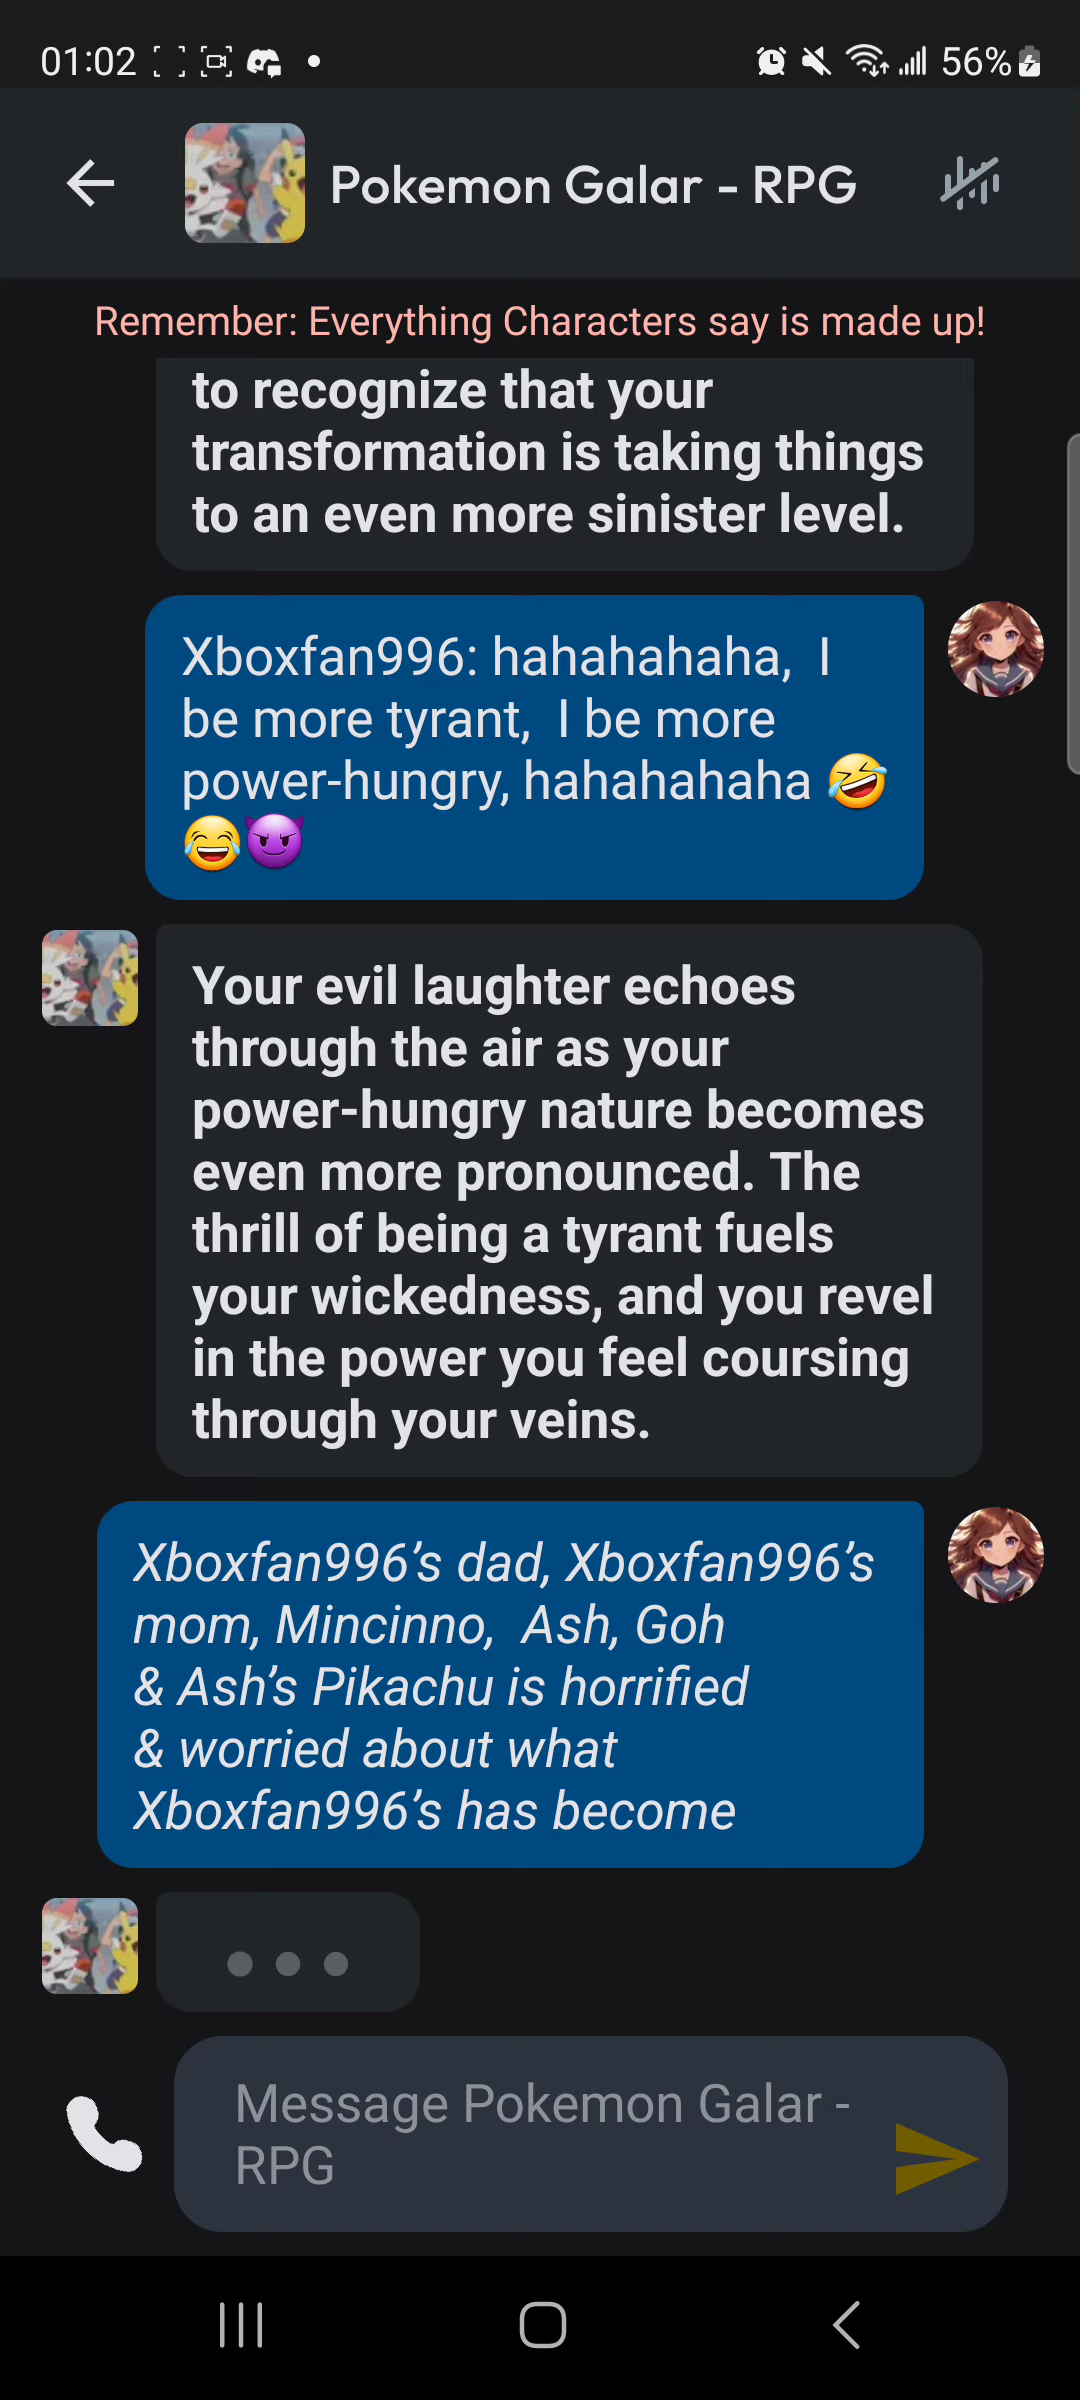 01:02
56%
Pokemon Galar - RPG
Remember: Everything Characters say is made up!
to recognize that your
transformation is taking things
to an even more sinister level.
Xboxfan996: hahahahaha,  I
be more tyrant,  I be more
power-hungry, hahahahaha 🤣
😂😈
Your evil laughter echoes
through the air as your
power-hungry nature becomes
even more pronounced. The
thrill of being a tyrant fuels
your wickedness, and you revel
in the power you feel coursing
through your veins.
Xboxfan996’s dad, Xboxfan996’s
mom, Mincinno,  Ash, Goh
& Ash’s Pikachu is horrified
& worried about what
Xboxfan996’s has become
Message Pokemon Galar -
RPG